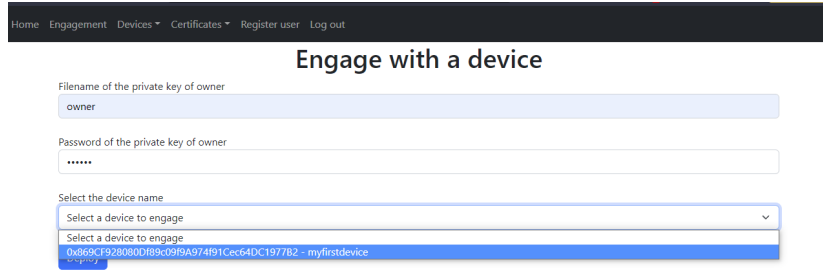 Home Engagement Devices Certificates Register user Log out
Engage with a device
Filename of the private key of owner
owner
Password of the private key of owner
••••••
Select the device name
Select a device to engage
Select a device to engage
0x869CF928080Df89c09f9A974f91Cec64DC1977B2 - myfirstdevice
Deploy